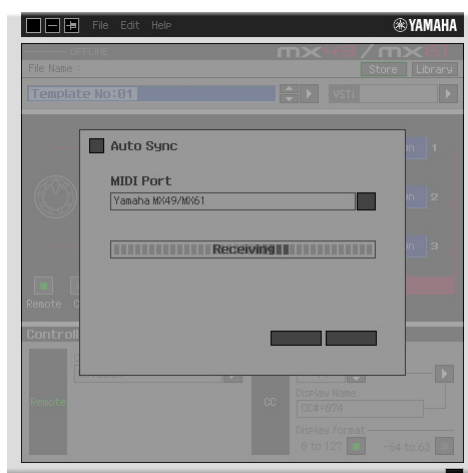 File Edit Help
YAMAHA
OFFLINE
mx49/mx61
File Name :
Store Library
Template No:01
VSTi
Auto Sync
MIDI Port
Yamaha MX49/MX61
Receiving
1
2
3
Remote
Remote
CC
Display Name
CC#=074
Display format
0 to 127
-64 to 63